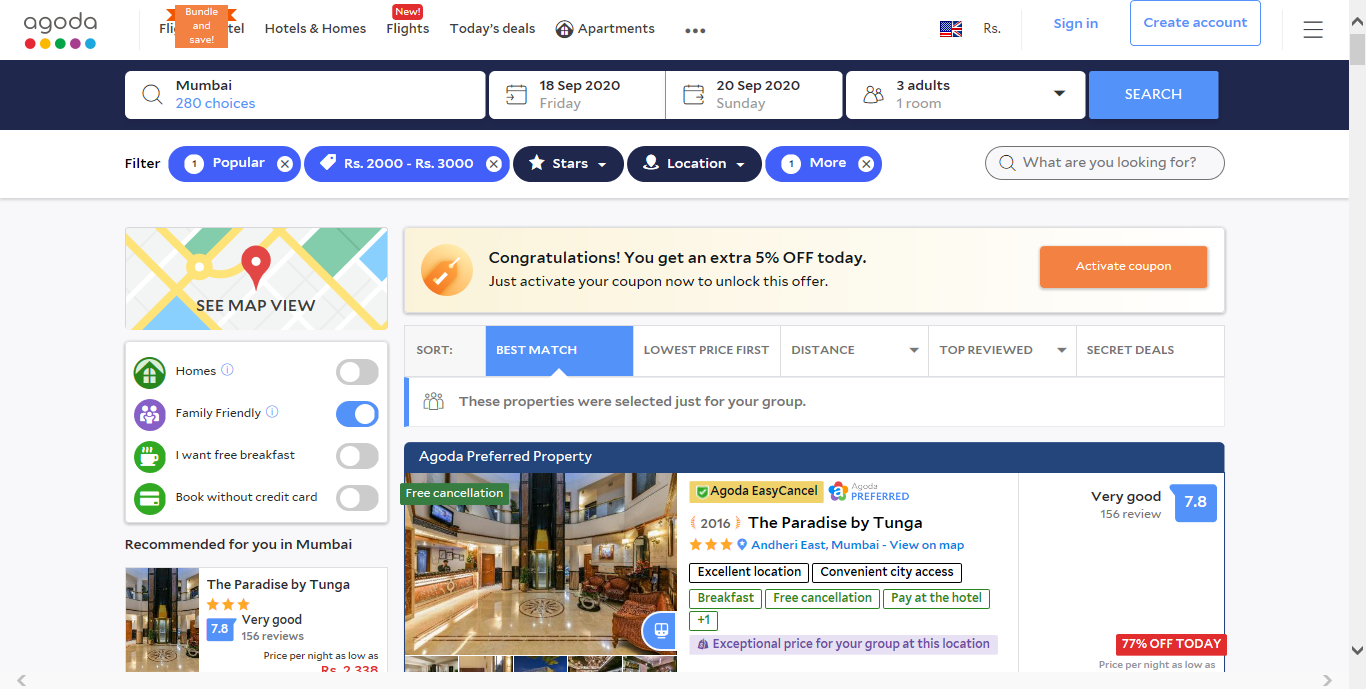 agoda
Bundle
and
save!
Hotels & Homes
New!
Flights
Today's deals
Apartments
Rs.
Sign in
Create account
Mumbai
280 choices
18 Sep 2020
Friday
20 Sep 2020
Sunday
3 adults
1 room
SEARCH
Filter
1 Popular
Rs. 2000 - Rs. 3000
Stars
Location
1 More
What are you looking for?
SEE MAP VIEW
Congratulations! You get an extra 5% OFF today.
Just activate your coupon now to unlock this offer.
Activate coupon
SORT:
BEST MATCH
LOWEST PRICE FIRST
DISTANCE
TOP REVIEWED
SECRET DEALS
These properties were selected just for your group.
Homes
Family Friendly
I want free breakfast
Book without credit card
Recommended for you in Mumbai
The Paradise by Tunga
Very good
7.8
156 reviews
Price per night as low as
Rs. 2,338
Agoda Preferred Property
Free cancellation
Agoda EasyCancel
Agoda
PREFERRED
2016 The Paradise by Tunga
Andheri East, Mumbai - View on map
Excellent location
Convenient city access
Breakfast
Free cancellation
Pay at the hotel
+1
Exceptional price for your group at this location
Very good
156 review
7.8
77% OFF TODAY
Price per night as low as